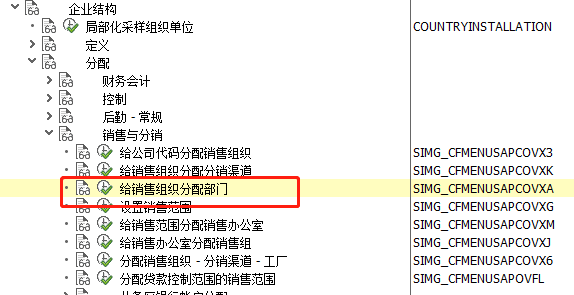 企业结构
局部化采样组织单位 COUNTRYINSTALLATION
定义
分配
财务会计
控制
后勤 - 常规
销售与分销
给公司代码分配销售组织 SIMG_CFMENUSAPCOVX3
给销售组织分配分销渠道 SIMG_CFMENUSAPCOVXK
给销售组织分配部门 SIMG_CFMENUSAPCOVXA
设置销售范围 SIMG_CFMENUSAPCOVXG
给销售范围分配销售办公室 SIMG_CFMENUSAPCOVXM
给销售办公室分配销售组 SIMG_CFMENUSAPCOVXJ
分配销售组织 - 分销渠道 - 工厂 SIMG_CFMENUSAPCOVX6
分配贷款控制范围的销售范围 SIMG_CFMENUSAPOVFL